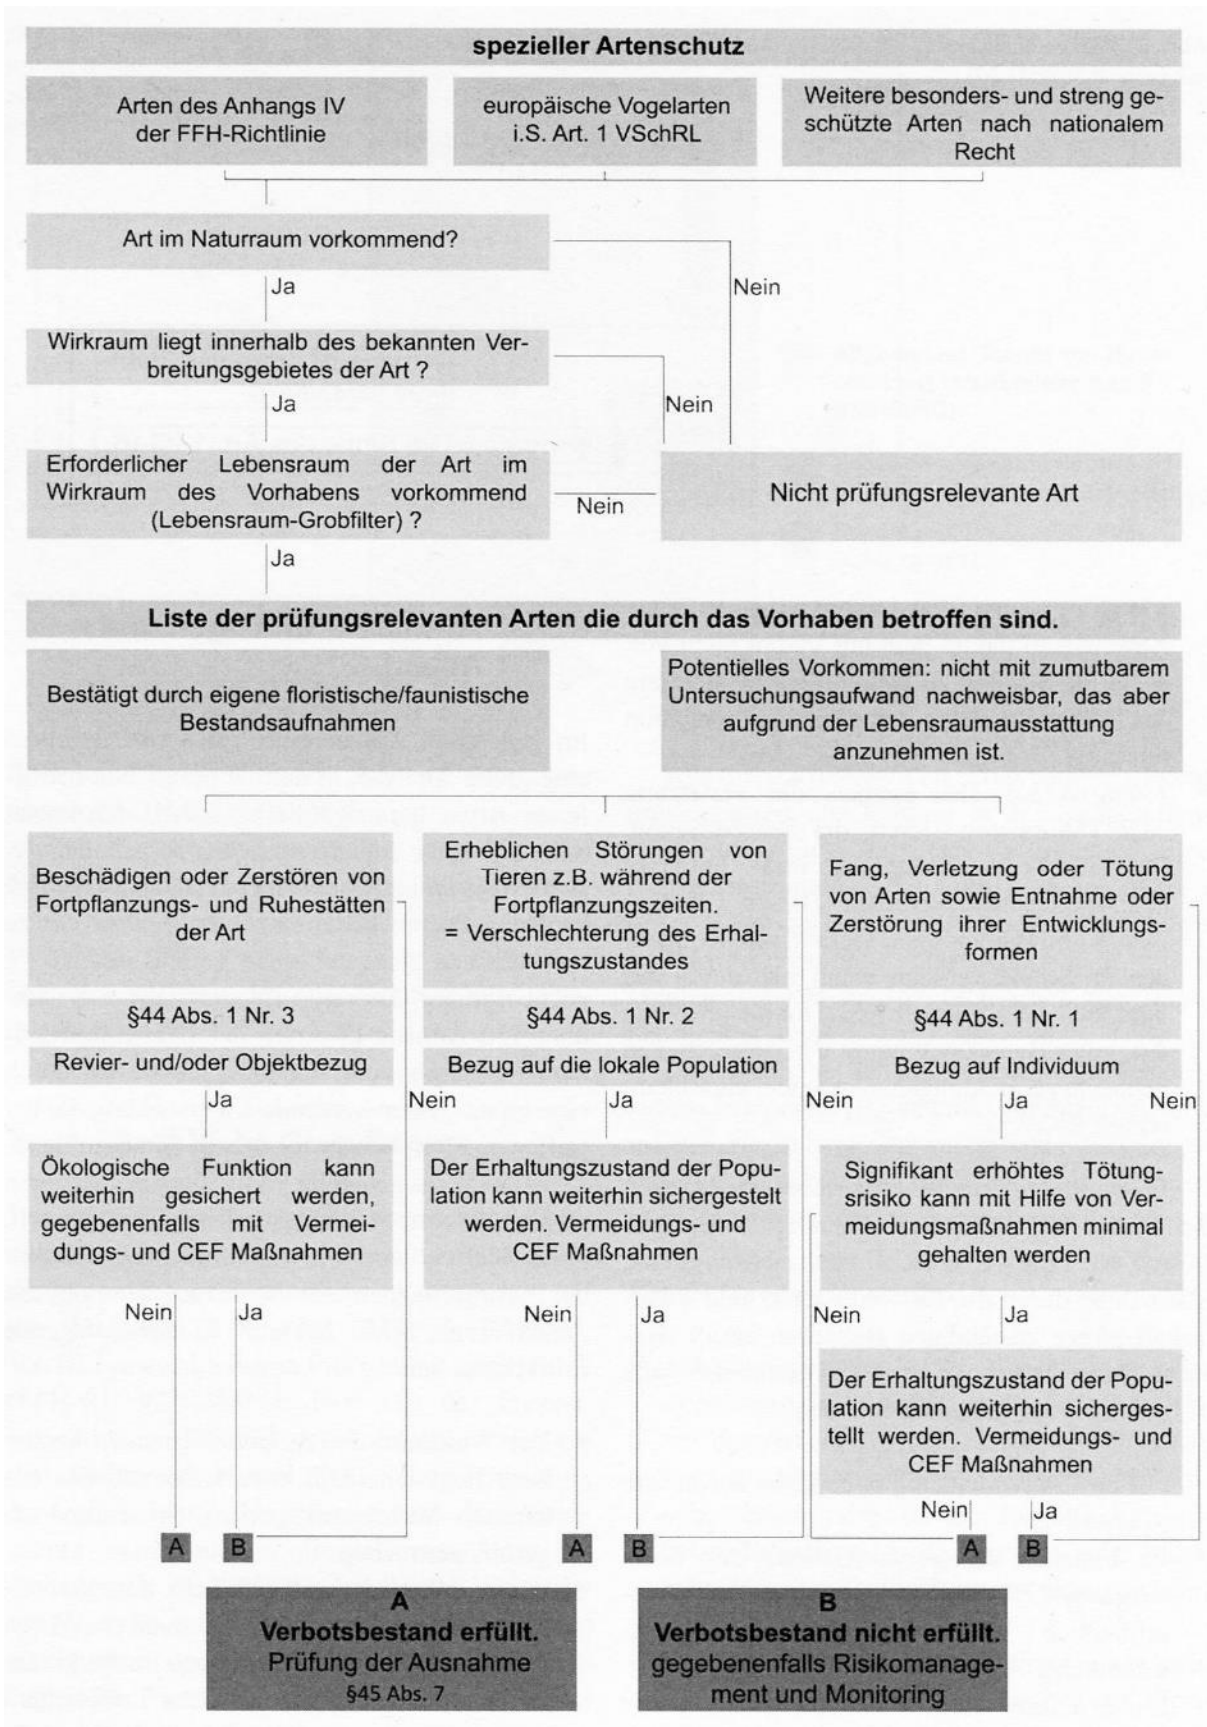 spezieller Artenschutz
Arten des Anhangs IV
der FFH-Richtlinie
europäische Vogelarten
i.S. Art. 1 VSchRL
Weitere besonders- und streng ge-
schützte Arten nach nationalem
Recht
Art im Naturraum vorkommend?
Ja
Nein
Wirkraum liegt innerhalb des bekannten Ver-
breitungsgebietes der Art ?
Ja
Nein
Erforderlicher Lebensraum der Art im
Wirkraum des Vorhabens vorkommend
(Lebensraum-Grobfilter) ?
Nein
Nicht prüfungsrelevante Art
Ja
Liste der prüfungsrelevanten Arten die durch das Vorhaben betroffen sind.
Bestätigt durch eigene floristische/faunistische
Bestandsaufnahmen
Potentielles Vorkommen: nicht mit zumutbarem
Untersuchungsaufwand nachweisbar, das aber
aufgrund der Lebensraumausstattung
anzunehmen ist.
Beschädigen oder Zerstören von
Fortpflanzungs- und Ruhestätten
der Art
§44 Abs. 1 Nr. 3
Revier- und/oder Objektbezug
Ja
Nein
Ökologische Funktion kann
weiterhin gesichert werden,
gegebenenfalls mit Vermei-
dungs- und CEF Maßnahmen
Nein
Ja
A
B
Erheblichen Störungen von
Tieren z.B. während der
Fortpflanzungszeiten.
= Verschlechterung des Erhal-
tungszustandes
§44 Abs. 1 Nr. 2
Bezug auf die lokale Population
Ja
Nein
Der Erhaltungszustand der Popu-
lation kann weiterhin sichergestelt
werden. Vermeidungs- und
CEF Maßnahmen
Nein
Ja
A
B
Fang, Verletzung oder Tötung
von Arten sowie Entnahme oder
Zerstörung ihrer Entwicklungs-
formen
§44 Abs. 1 Nr. 1
Bezug auf Individuum
Ja
Nein
Signifikant erhöhtes Tötung-
srisiko kann mit Hilfe von Ver-
meidungsmaßnahmen minimal
gehalten werden
Nein
Ja
Der Erhaltungszustand der Popu-
lation kann weiterhin sicherges-
tellt werden. Vermeidungs- und
CEF Maßnahmen
Nein
Ja
A
B
A
Verbotsbestand erfüllt.
Prüfung der Ausnahme
§45 Abs. 7
B
Verbotsbestand nicht erfüllt.
gegebenenfalls Risikomanage-
ment und Monitoring